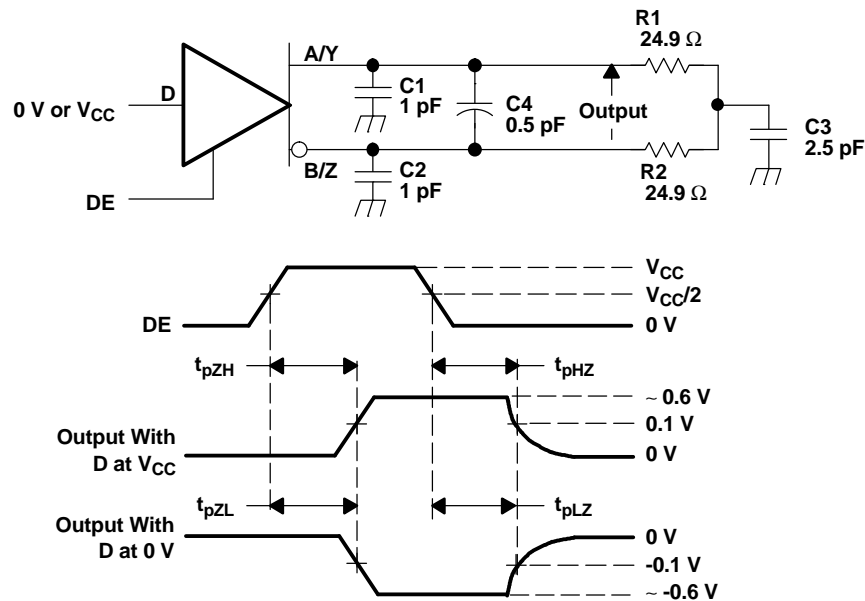 R1
24.9 Ω
A/Y
D
C1
1 pF
C4
0.5 pF
Output
0 V or VCC
C3
2.5 pF
B/Z
C2
1 pF
R2
24.9 Ω
DE
VCC
VCC/2
DE
0 V
tpZH
tpHZ
~ 0.6 V
0.1 V
Output With
D at VCC
0 V
tpZL
tpLZ
Output With
D at 0 V
0 V
-0.1 V
~ -0.6 V